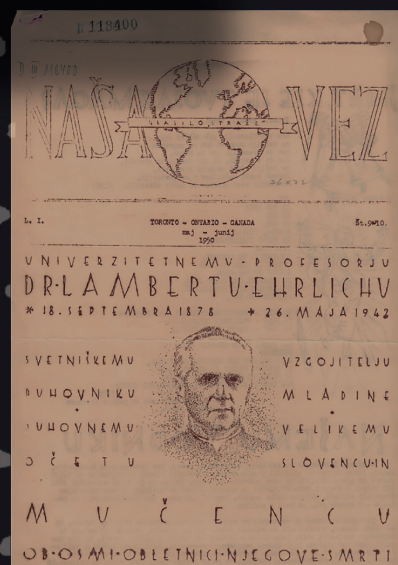 D 118400
NAŠA VEZ
GLASILO „STRAŽE”
L. I.
TORONTO - ONTARIO - CANADA
maj - junij
1950
Št. 9-10.
UNIVERZITETNEMU·PROFESORJU
DR·LAMBERTU·EHRLICHU
* 18. SEPTEMBRA 1878 + 26. MAJA 1942
SVETNIŠKEMU
DUHOVNIKU
DUHOVNEMU
OČETU
VZGOJITELJU
MLADINE
VELIKEMU
SLOVENCU·IN
MUČENCU
OB·OSMI·OBLETNICI·NJEGOVE·SMRTI